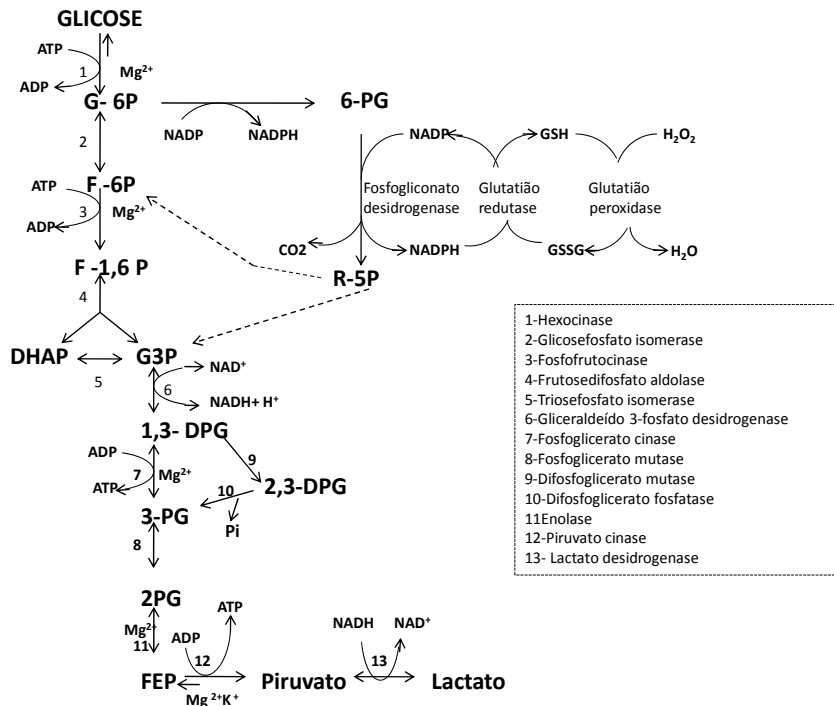 GLICOSE
ATP
1
Mg2+
ADP
G- 6P
NADP
NADPH
6-PG
2
F -6P
ATP
3
Mg2+
ADP
F -1,6 P
NADP
GSH
H2O2
Fosfogliconato
desidrogenase
Glutatião
redutase
Glutatião
peroxidase
CO2
NADPH
GSSG
H2O
R-5P
4
DHAP
G3P
5
NAD+
6
NADH+ H+
1,3- DPG
ADP
7
Mg2+
ATP
9
2,3-DPG
10
3-PG
Pi
8
2PG
Mg2+
11
ADP
ATP
12
NADH
NAD+
13
FEP
Mg 2+K+
Piruvato
Lactato
1-Hexocinase
2-Glicosefosfato isomerase
3-Fosfofrutocinase
4-Frutosedifosfato aldolase
5-Triosefosfato isomerase
6-Gliceraldeído 3-fosfato desidrogenase
7-Fosfoglicerato cinase
8-Fosfoglicerato mutase
9-Difosfoglicerato mutase
10-Difosfoglicerato fosfatase
11Enolase
12-Piruvato cinase
13- Lactato desidrogenase